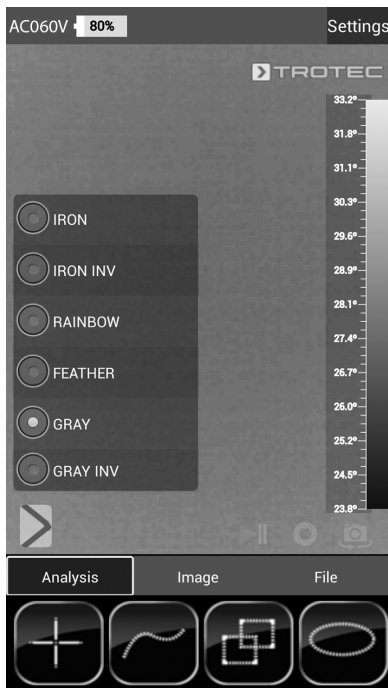 AC060V 80% Settings
TROTEC
33.2°
31.8°
31.1°
30.3°
29.6°
28.9°
28.1°
27.4°
26.7°
26.0°
25.2°
24.5°
23.8°
IRON
IRON INV
RAINBOW
FEATHER
GRAY
GRAY INV
Analysis Image File